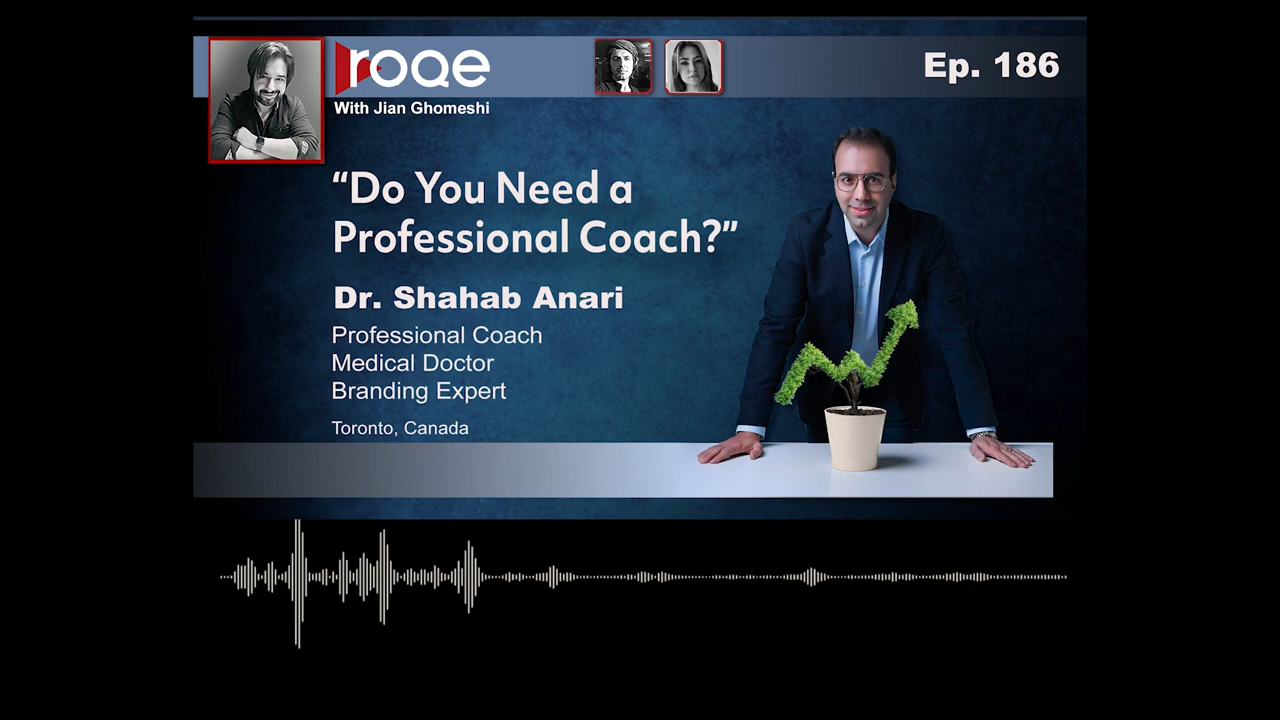 roqe
With Jian Ghomeshi
Ep. 186
“Do You Need a
Professional Coach?”
Dr. Shahab Anari
Professional Coach
Medical Doctor
Branding Expert
Toronto, Canada